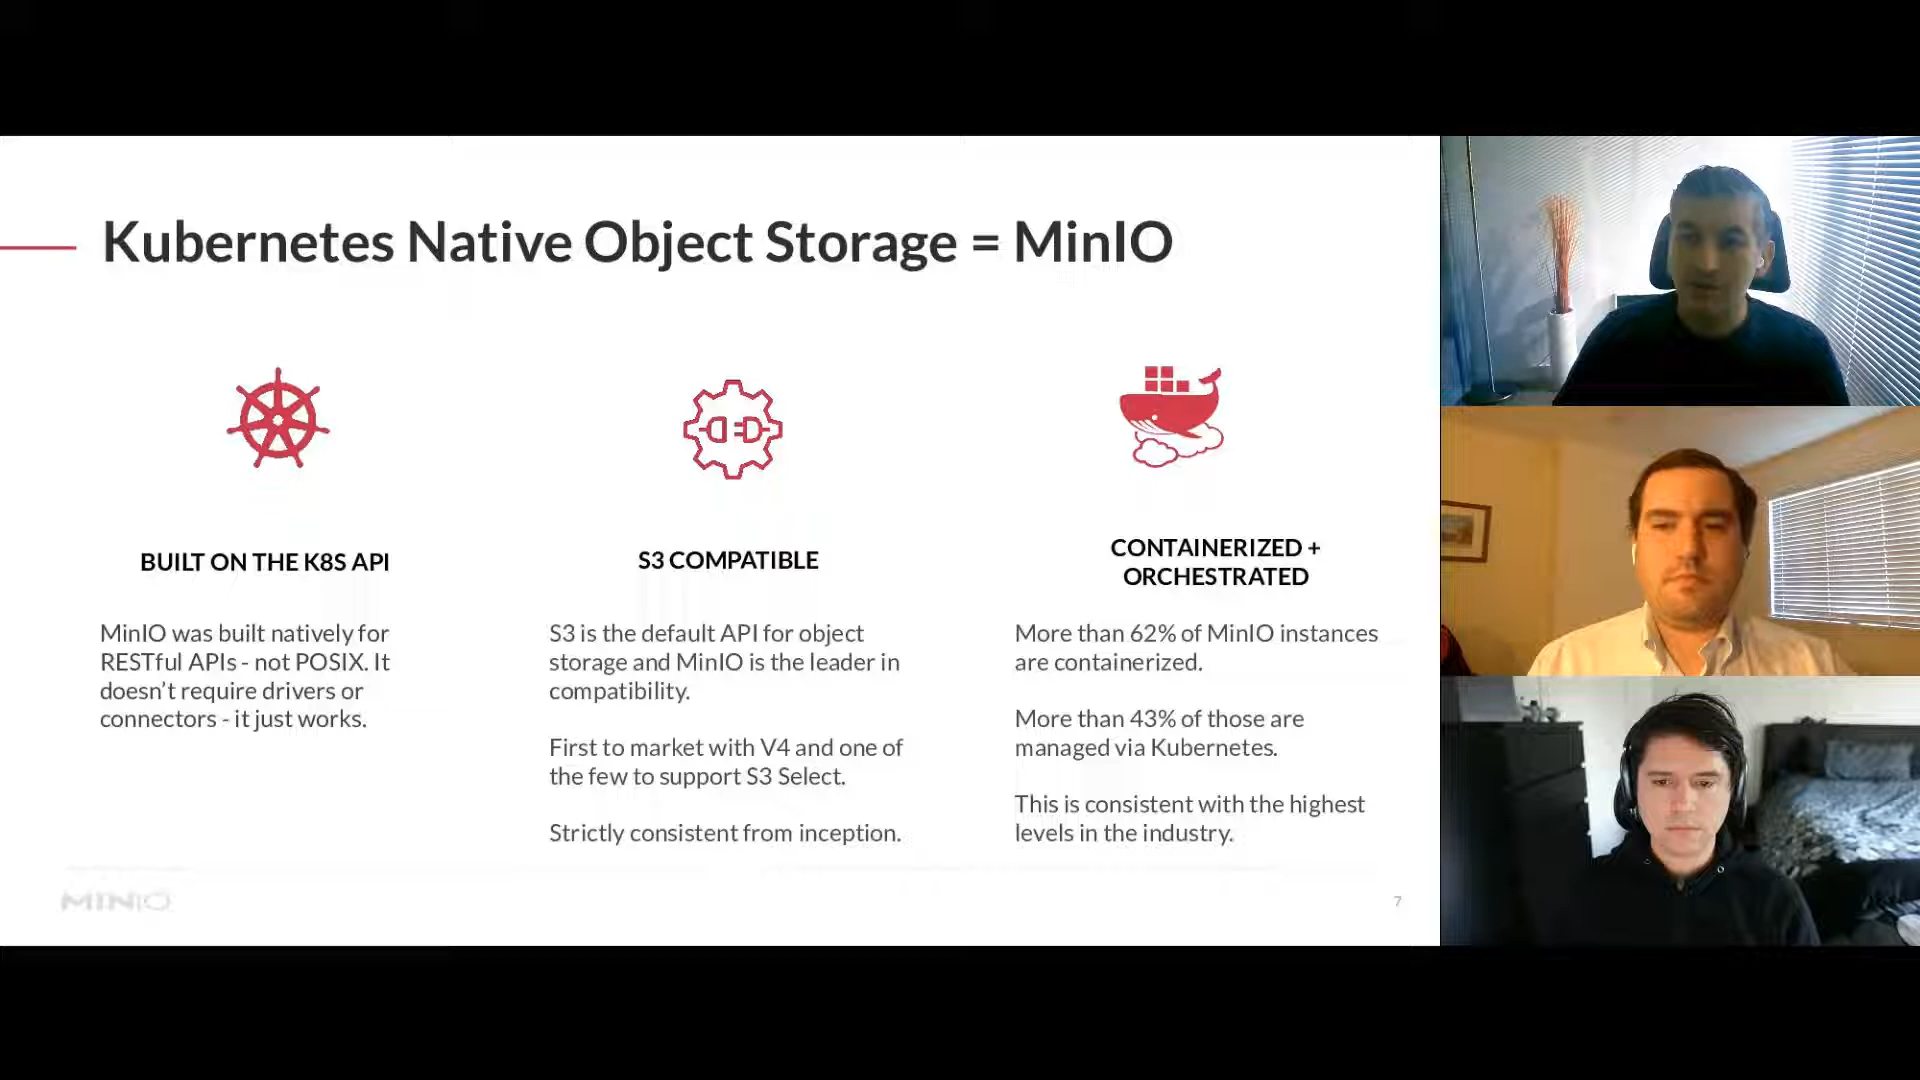 Kubernetes Native Object Storage = MinIO
BUILT ON THE K8S API
MinIO was built natively for
RESTful APIs - not POSIX. It
doesn't require drivers or
connectors - it just works.
S3 COMPATIBLE
S3 is the default API for object
storage and MinIO is the leader in
compatibility.
First to market with V4 and one of
the few to support S3 Select.
Strictly consistent from inception.
CONTAINERIZED +
ORCHESTRATED
More than 62% of MinIO instances
are containerized.
More than 43% of those are
managed via Kubernetes.
This is consistent with the highest
levels in the industry.
MINIO
7